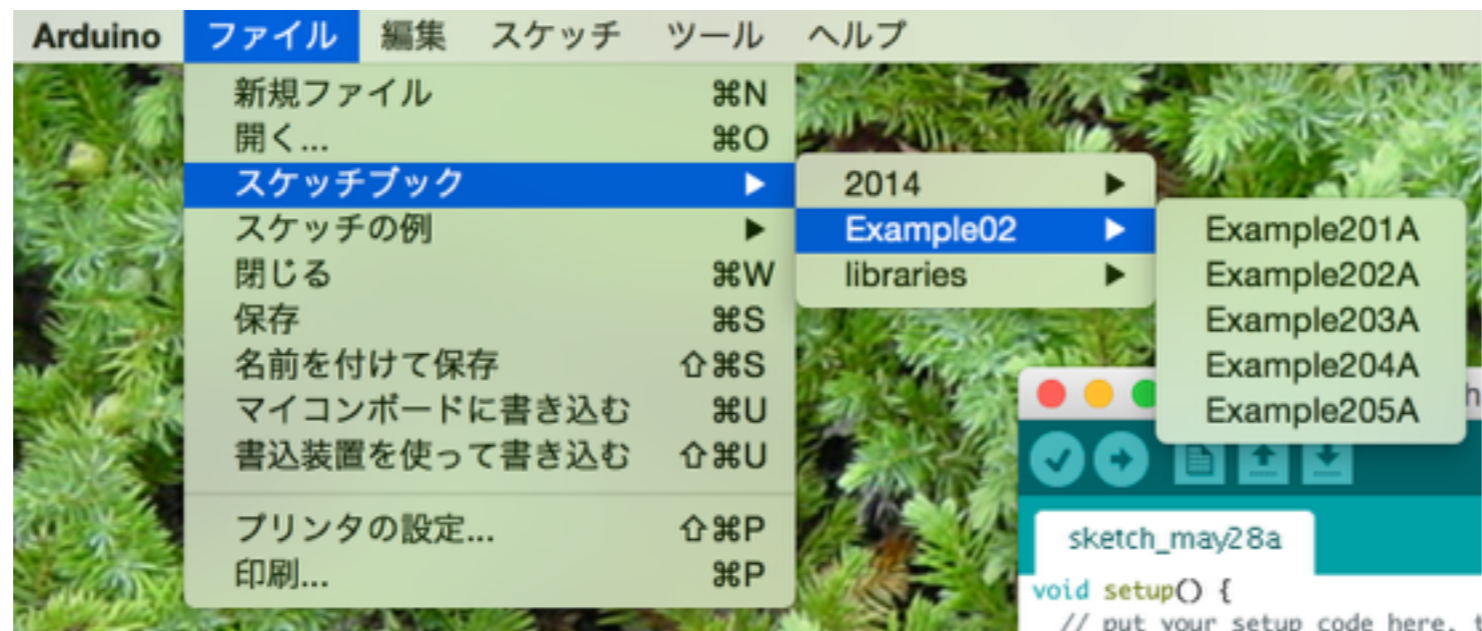 Arduino ファイル 編集 スケッチ ツール ヘルプ
新規ファイル ⌘N
開く... ⌘O
スケッチブック ▶
スケッチの例 ▶
閉じる ⌘W
保存 ⌘S
名前を付けて保存 ⇧⌘S
マイコンボードに書き込む ⌘U
書込装置を使って書き込む ⇧⌘U
プリンタの設定... ⇧⌘P
印刷... ⌘P
2014 ▶
Example02 ▶
libraries ▶
Example201A
Example202A
Example203A
Example204A
Example205A
sketch_may28a
void setup() {
// put your setup code here,